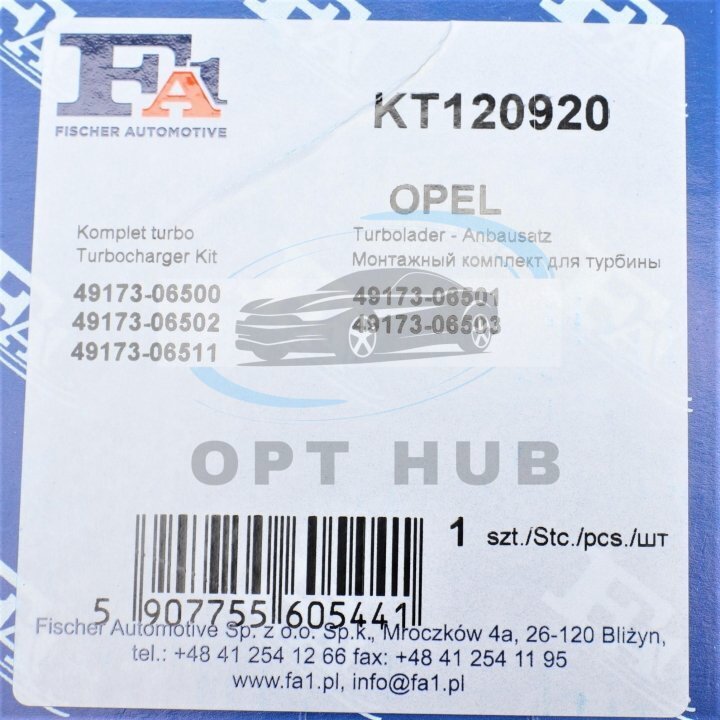 FA1
FISCHER AUTOMOTIVE
KT120920
OPEL
Komplet turbo
Turbocharger Kit
Turbolader - Anbausatz
Монтажный комплект для турбины
49173-06500
49173-06501
49173-06502
49173-06503
49173-06511
OPT HUB
1 szt./Stc./pcs./шт
5 907755 605441
Fischer Automotive Sp. z o.o. Sp.k., Mroczków 4a, 26-120 Bliżyn,
tel.: +48 41 254 12 66 fax: +48 41 254 11 95
www.fa1.pl, info@fa1.pl